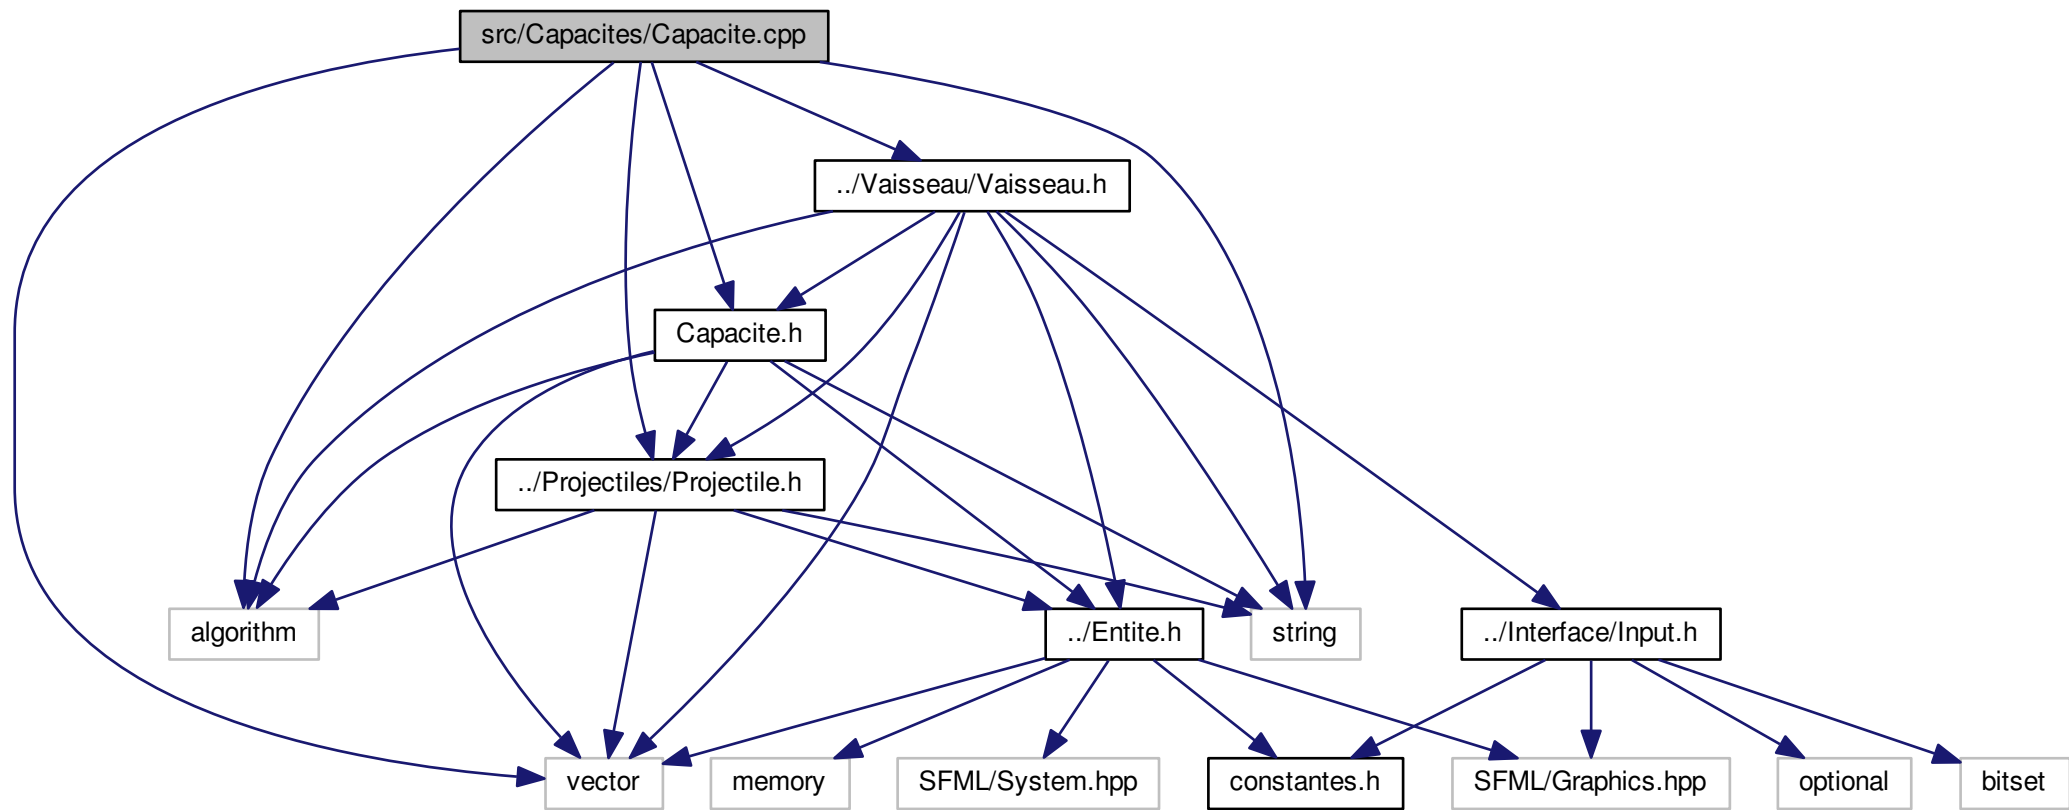 src/Capacites/Capacite.cpp
../Vaisseau/Vaisseau.h
Capacite.h
../Projectiles/Projectile.h
algorithm
../Entite.h
string
../Interface/Input.h
vector
memory
SFML/System.hpp
constantes.h
SFML/Graphics.hpp
optional
bitset